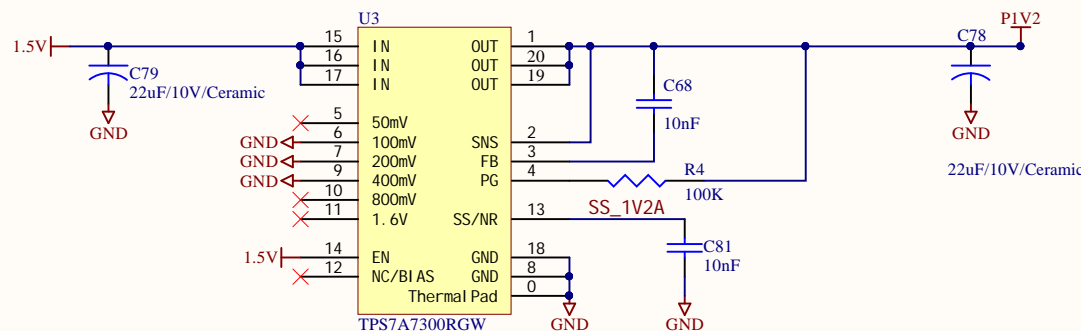 U3
P1V2
1.5V
15
IN
OUT
1
C78
16
IN
OUT
20
17
IN
OUT
19
C79
22uF/10V/Ceramic
C68
GND
5
50mV
10nF
GND
GND
6
100mV
SNS
2
GND
7
200mV
FB
3
GND
9
400mV
PG
4
R4
22uF/10V/Ceramic
10
800mV
100K
11
1.6V
SS/NR
13
SS_1V2A
1.5V
14
EN
GND
18
C81
12
NC/BIAS
GND
8
10nF
Thermal Pad
0
TPS7A7300RGW
GND
GND